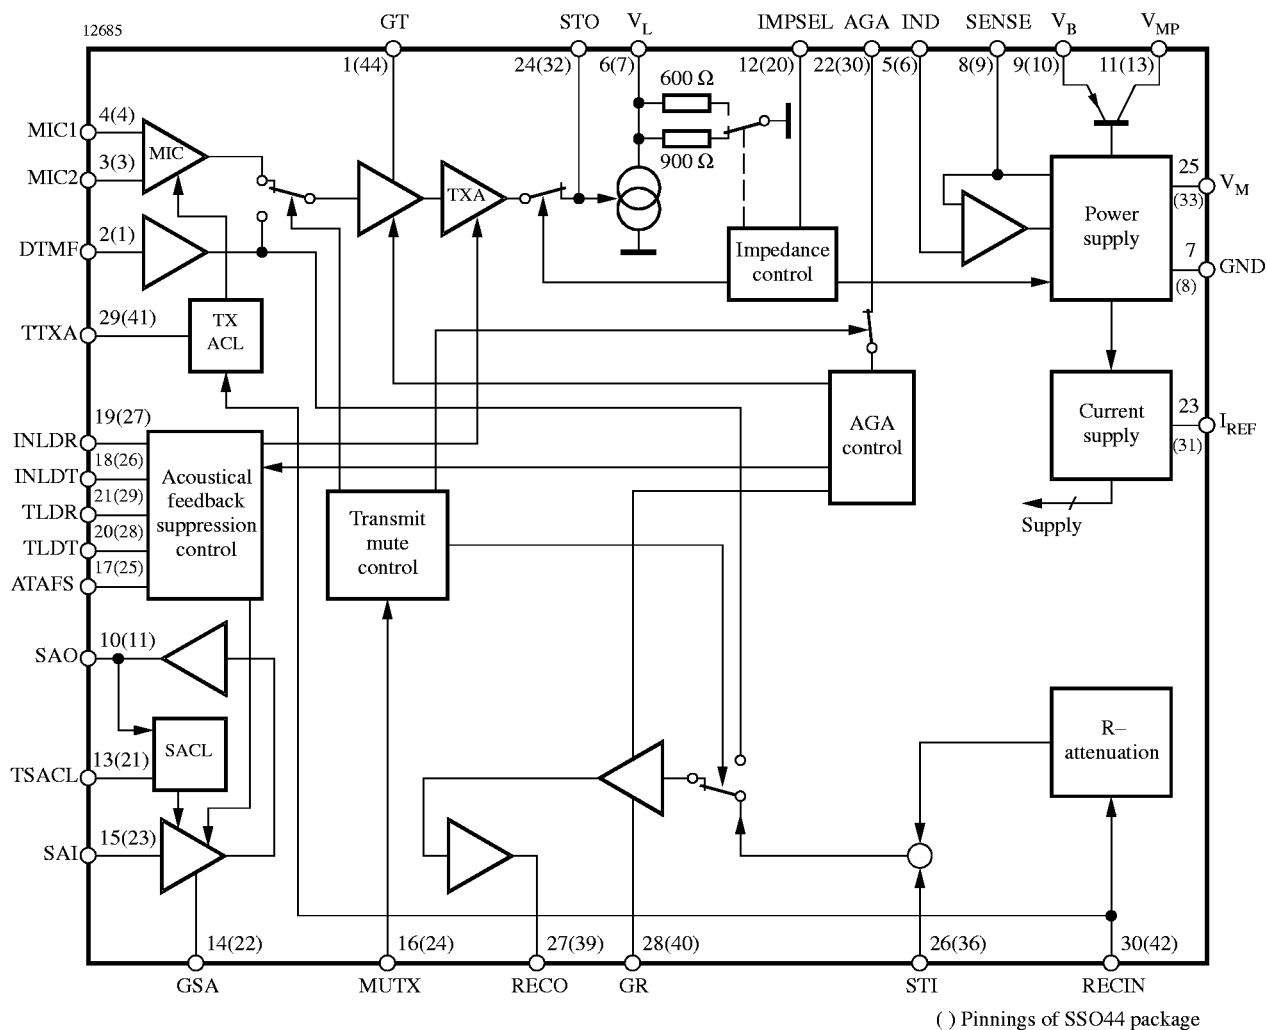 12685
GT STO VL IMPSEL AGA IND SENSE VB VMP
1(44) 24(32) 6(7) 12(20) 22(30) 5(6) 8(9) 9(10) 11(13)
600 Ω
900 Ω
MIC1 4(4)
MIC
MIC2 3(3)
TXA
DTMF 2(1)
Power
supply
25
VM
(33)
7
GND
(8)
Impedance
control
TTXA 29(41)
TX
ACL
AGA
control
Current
supply
23
IREF
(31)
Supply
19(27)
INLDR
18(26)
INLDT
21(29)
TLDR
20(28)
TLDT
17(25)
ATAFS
Acoustical
feedback
suppression
control
Transmit
mute
control
SAO 10(11)
SACL
TSACL 13(21)
SAI 15(23)
R–
attenuation
14(22) 16(24) 27(39) 28(40) 26(36) 30(42)
GSA MUTX RECO GR STI RECIN
( ) Pinnings of SSO44 package